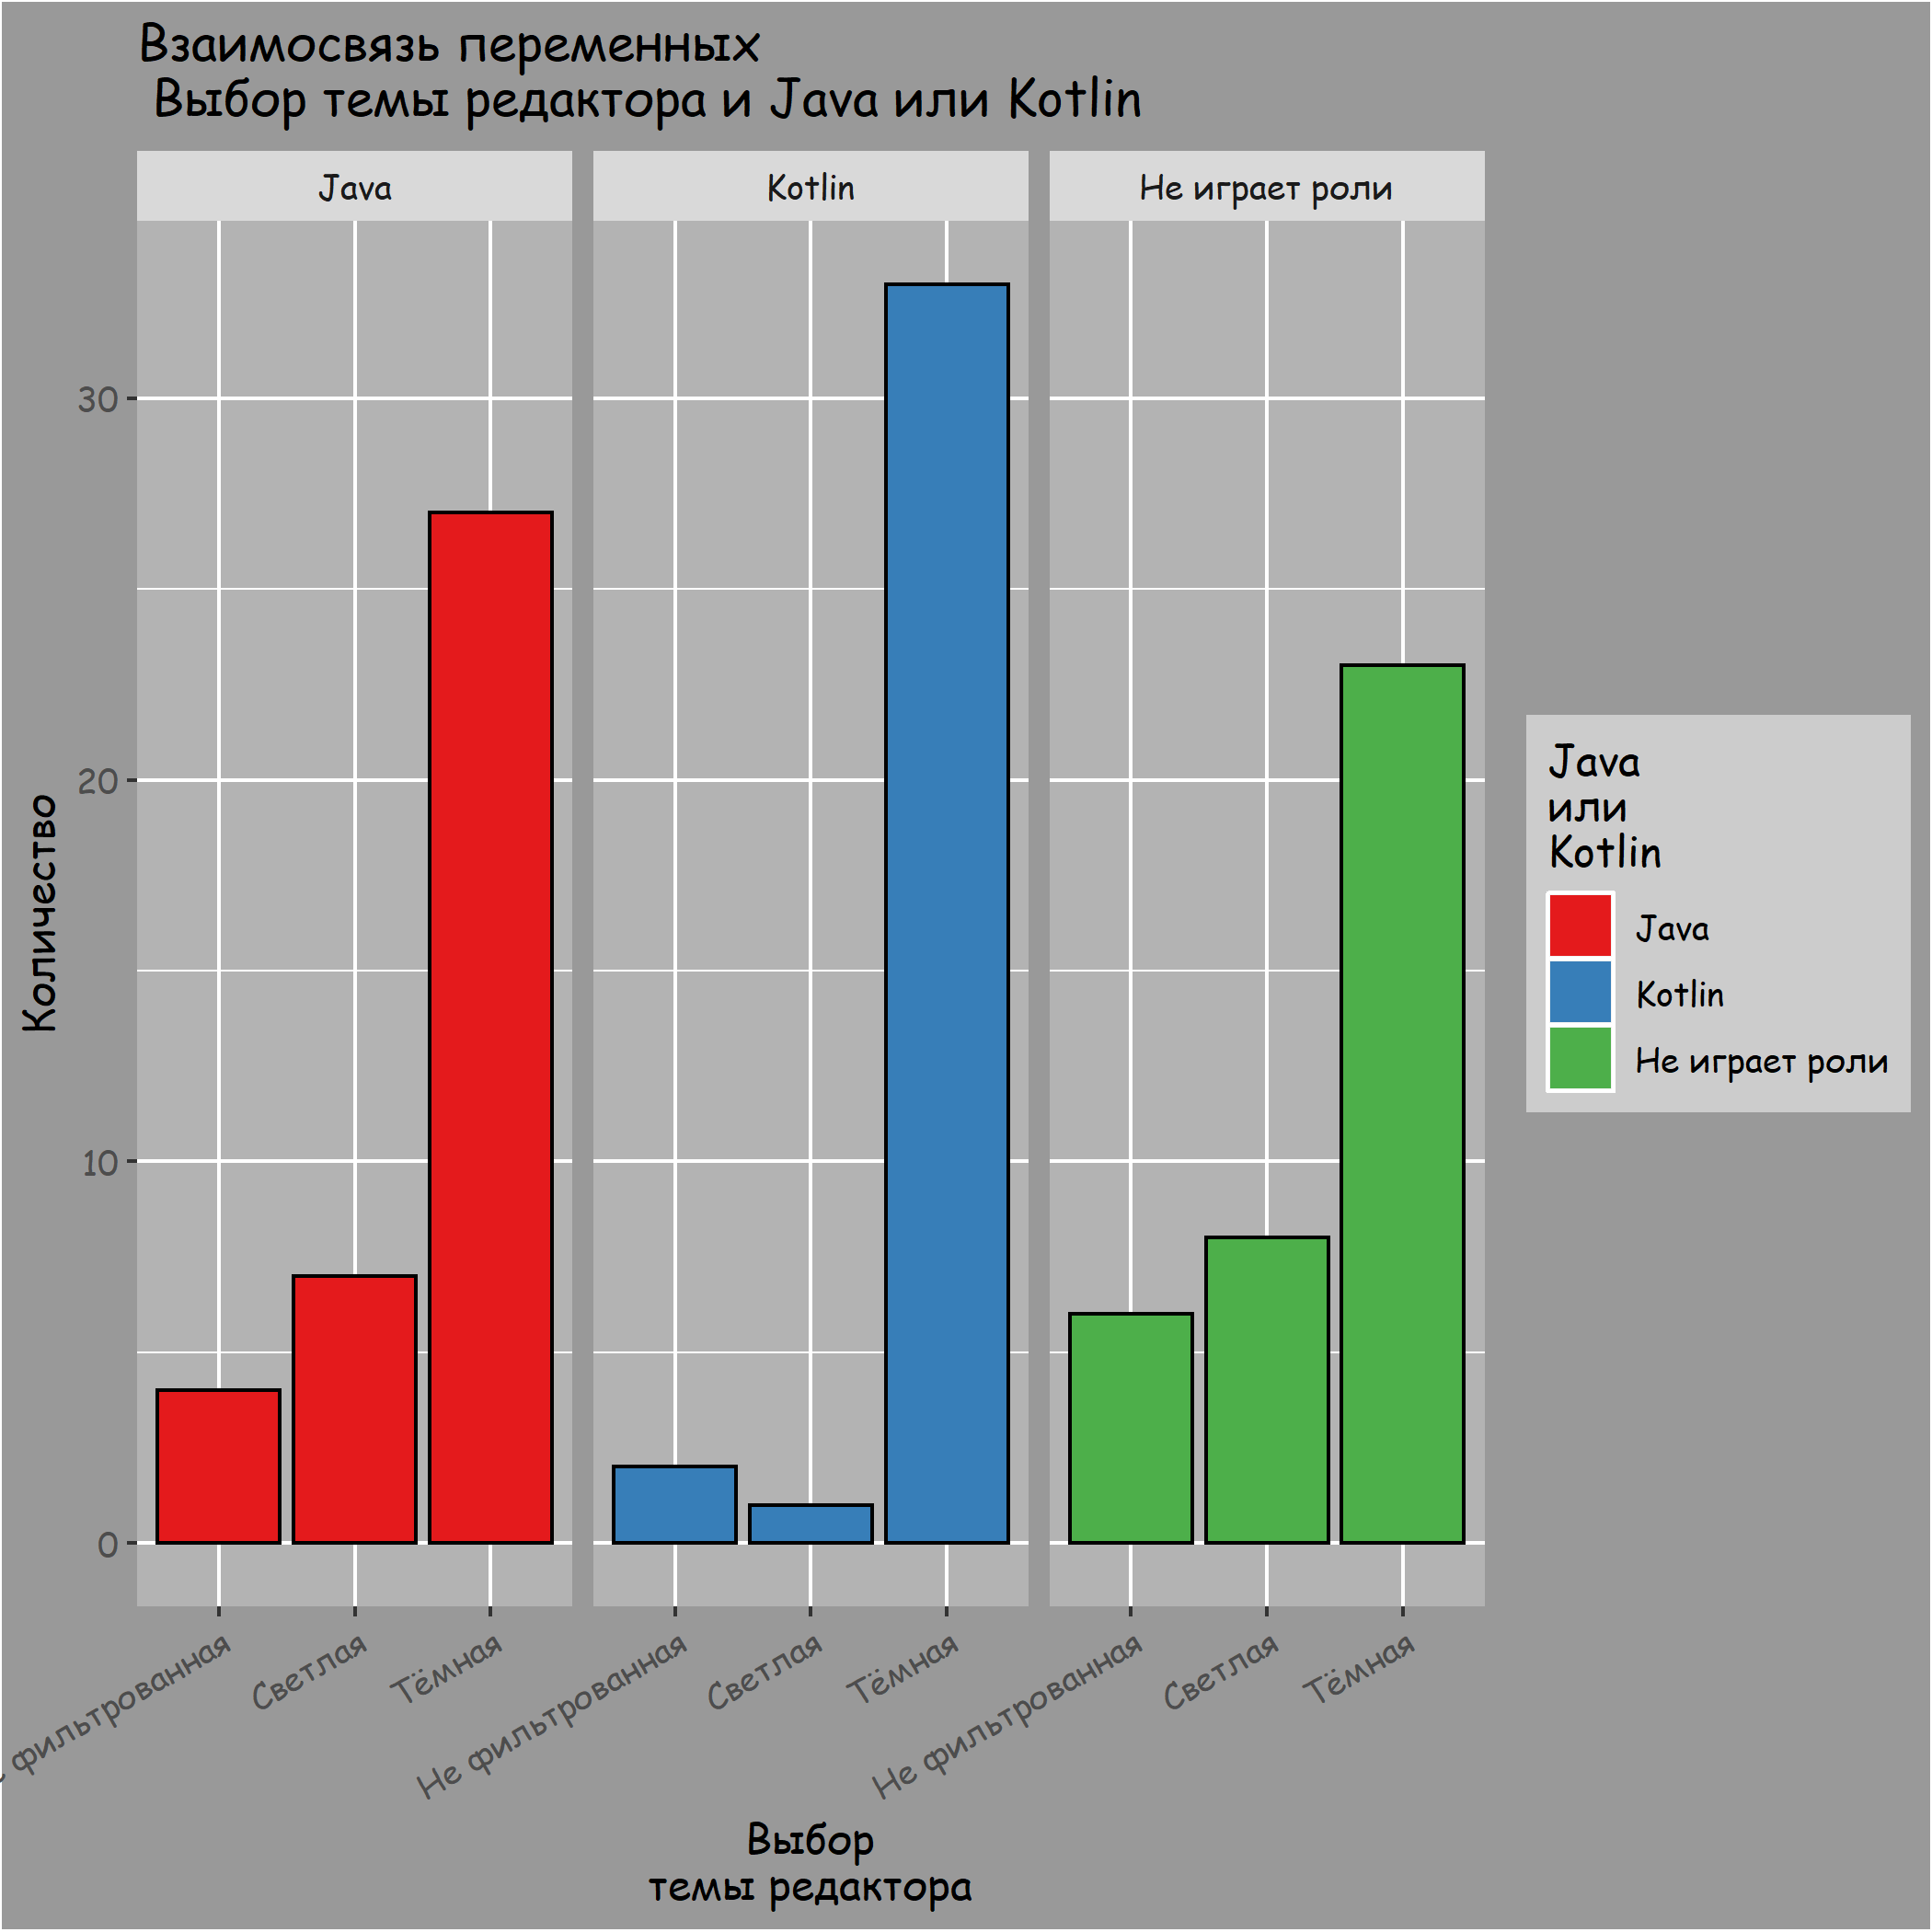 Взаимосвязь переменных
Выбор темы редактора и Java или Kotlin
Java
Kotlin
Не играет роли
30
20
10
0
Количество
фильтрованная
Светлая
Тёмная
Не фильтрованная
Светлая
Тёмная
Не фильтрованная
Светлая
Тёмная
Выбор
темы редактора
Java
или
Kotlin
Java
Kotlin
Не играет роли